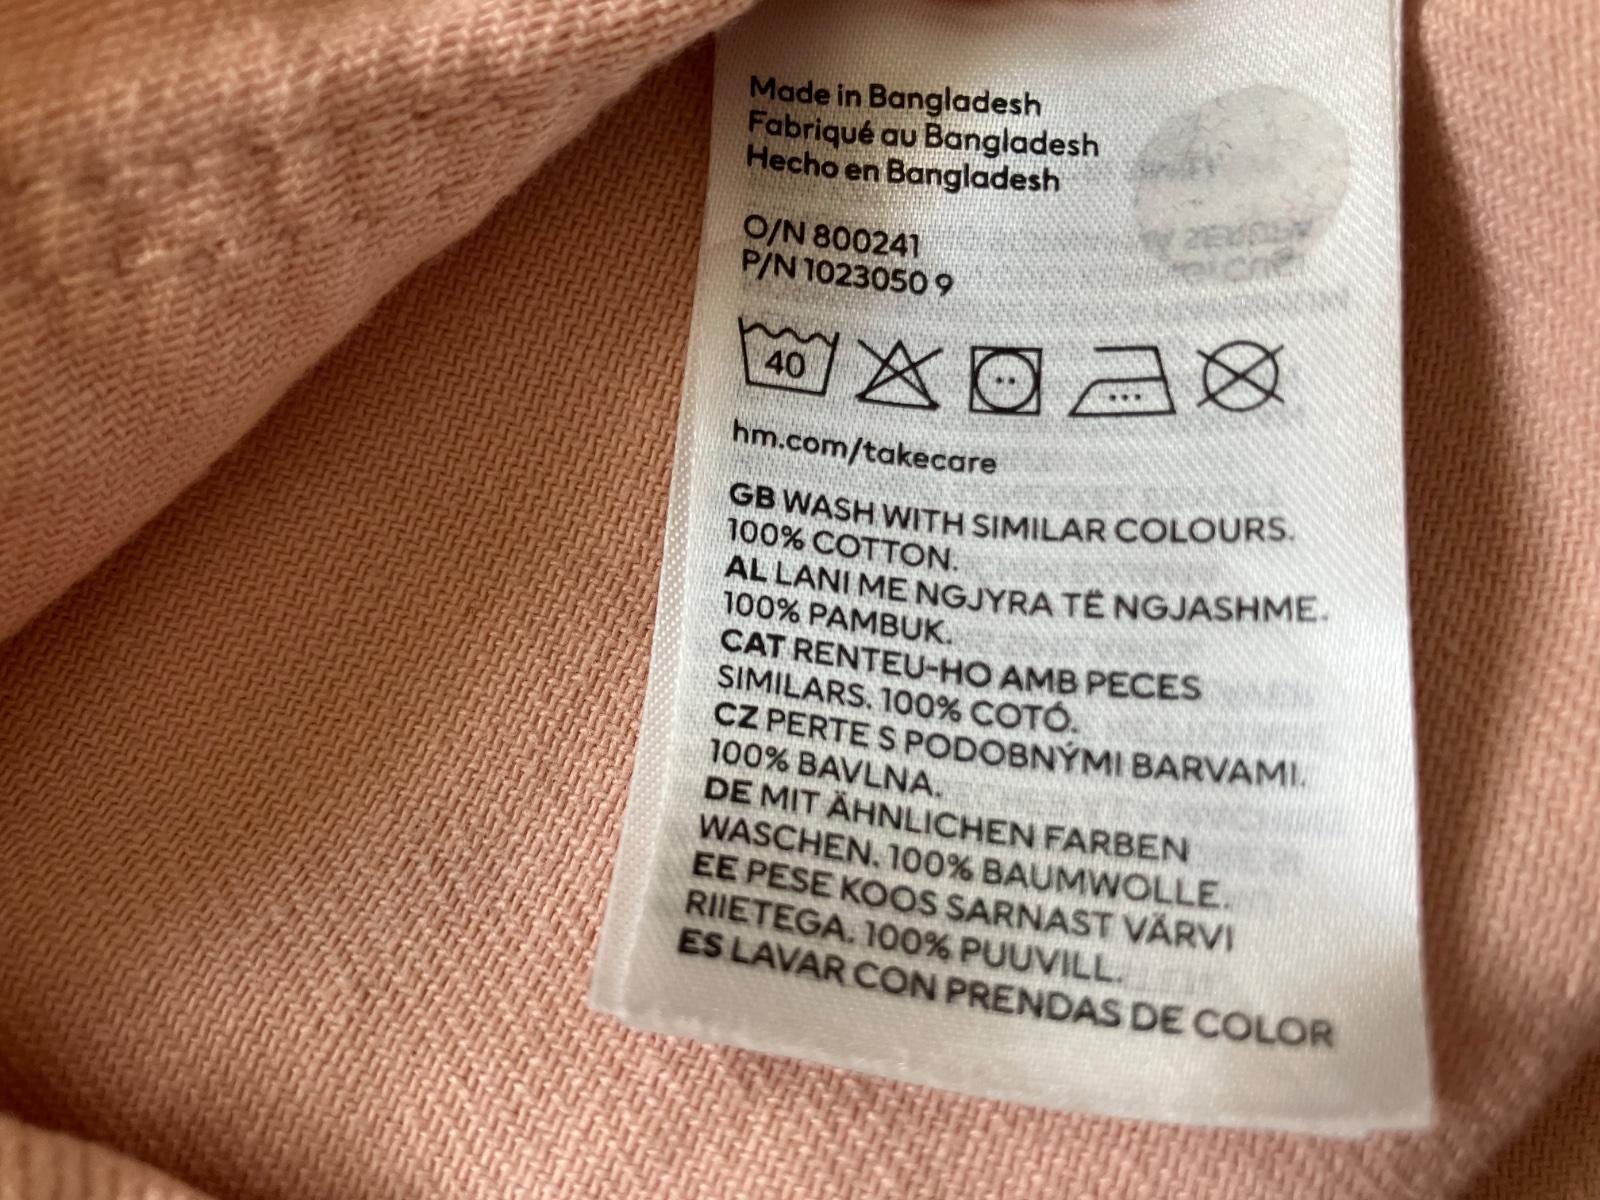 Made in Bangladesh
Fabriqué au Bangladesh
Hecho en Bangladesh
O/N 800241
P/N 1023050 9
40
hm.com/takecare
GB WASH WITH SIMILAR COLOURS.
100% COTTON.
AL LANI ME NGJYRA TË NGJASHME.
100% PAMBUK.
CAT RENTEU-HO AMB PECES
SIMILARS. 100% COTÓ.
CZ PERTE S PODOBNÝMI BARVAMI.
100% BAVLNA.
DE MIT ÄHNLICHEN FARBEN
WASCHEN. 100% BAUMWOLLE.
EE PESE KOOS SARNAST VÄRVI
RIIETEGA. 100% PUUVILL.
ES LAVAR CON PRENDAS DE COLOR